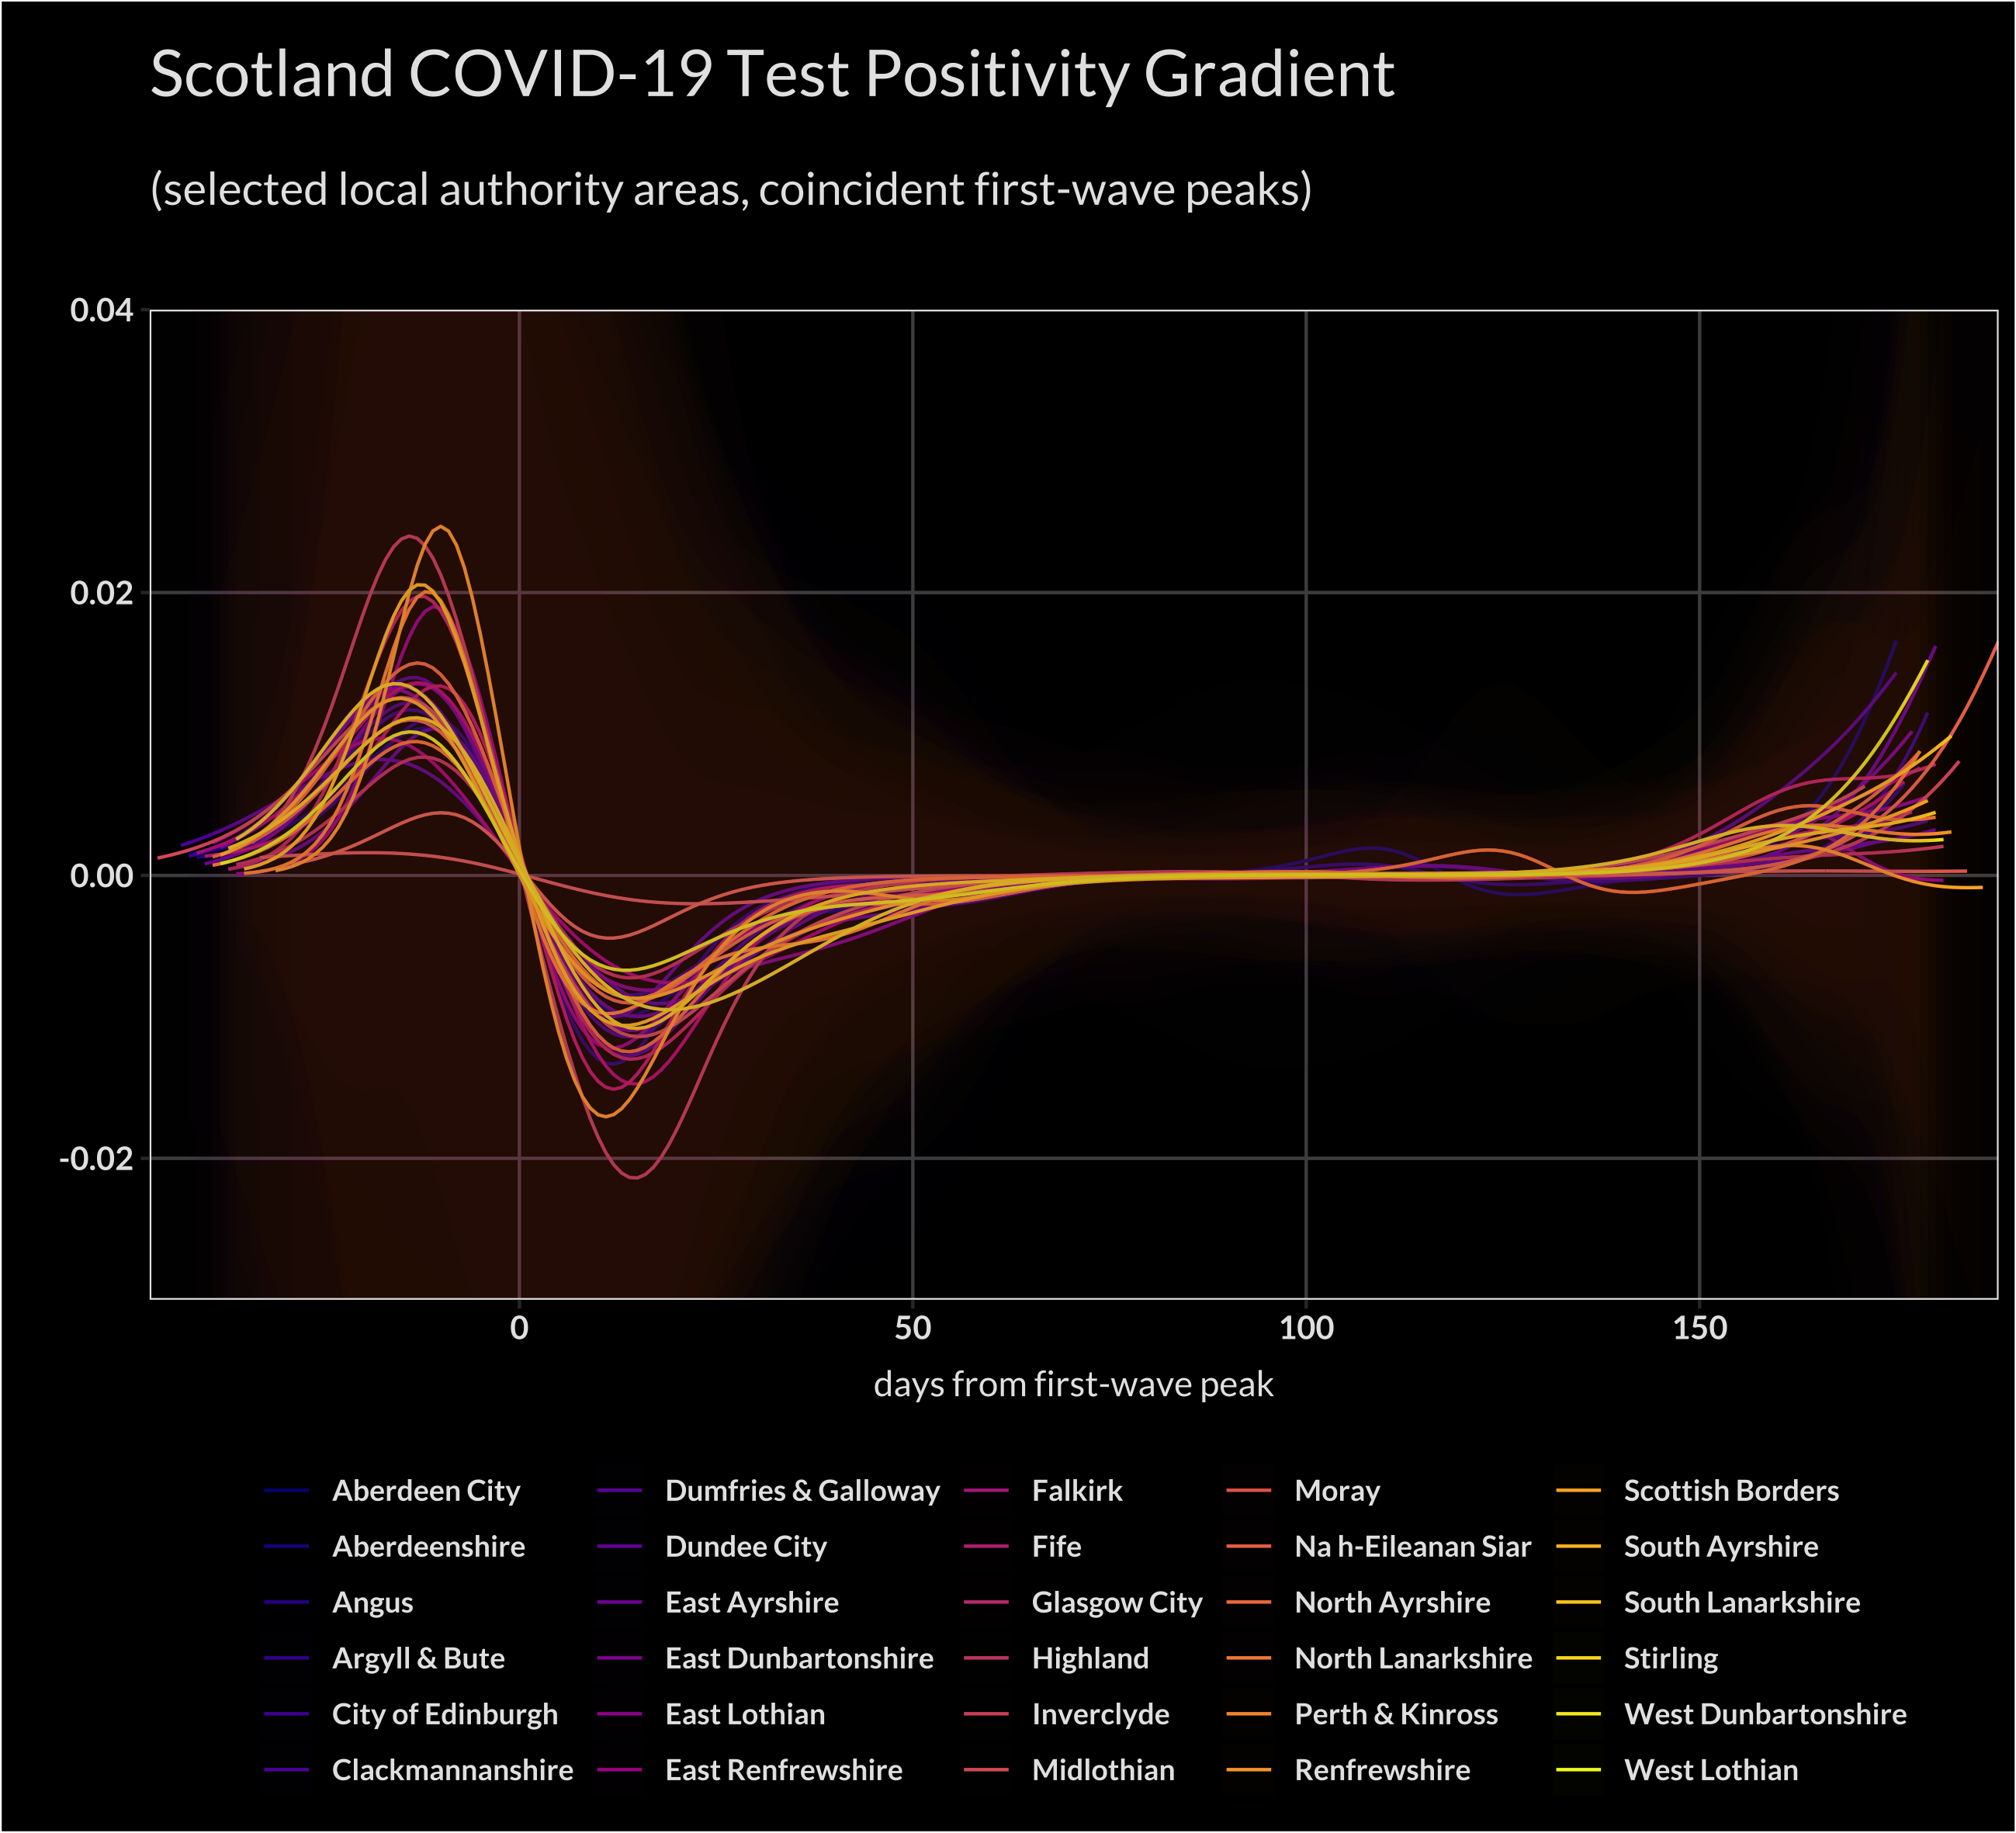 Scotland COVID-19 Test Positivity Gradient
(selected local authority areas, coincident first-wave peaks)
0.04
0.02
0.00
-0.02
0 50 100 150
days from first-wave peak
Aberdeen City Dumfries & Galloway Falkirk Moray Scottish Borders
Aberdeenshire Dundee City Fife Na h-Eileanan Siar South Ayrshire
Angus East Ayrshire Glasgow City North Ayrshire South Lanarkshire
Argyll & Bute East Dunbartonshire Highland North Lanarkshire Stirling
City of Edinburgh East Lothian Inverclyde Perth & Kinross West Dunbartonshire
Clackmannanshire East Renfrewshire Midlothian Renfrewshire West Lothian